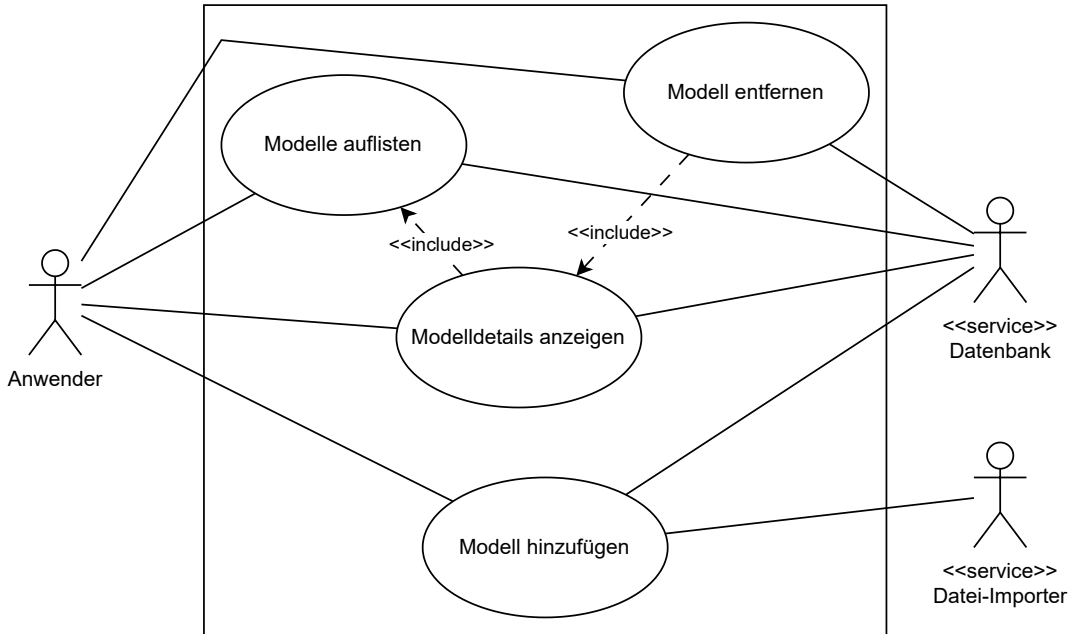 Modell entfernen
Modelle auflisten
<<include>>
<<include>>
<<service>>
Datenbank
Modelldetails anzeigen
Anwender
Modell hinzufügen
<<service>>
Datei-Importer